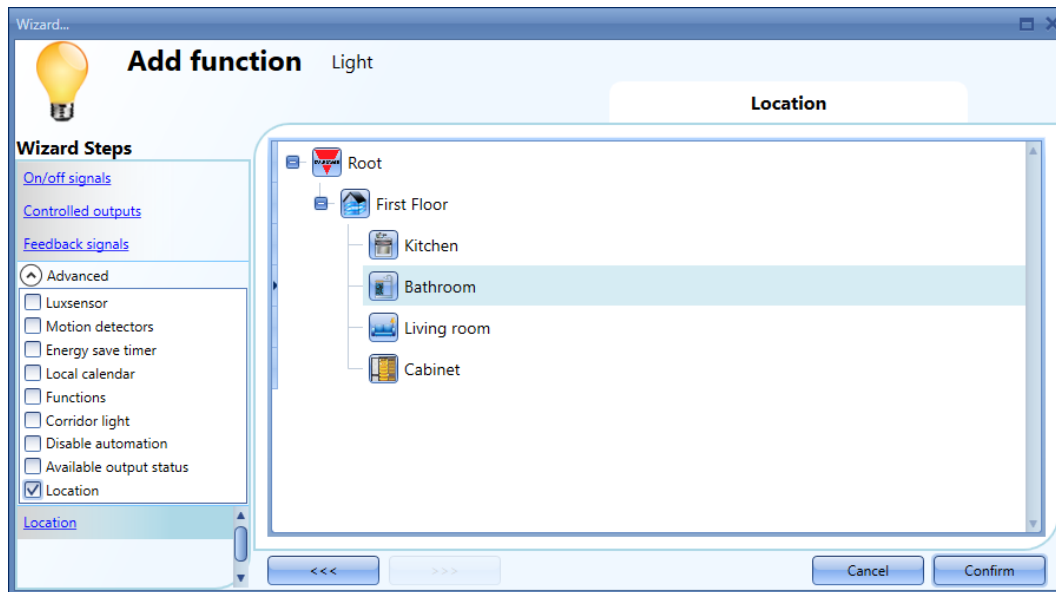 Wizard...
Add function Light
Location
Wizard Steps
On/off signals
Controlled outputs
Feedback signals
Advanced
Luxsensor
Motion detectors
Energy save timer
Local calendar
Functions
Corridor light
Disable automation
Available output status
Location
Location
Root
First Floor
Kitchen
Bathroom
Living room
Cabinet
<<< >>> Cancel Confirm